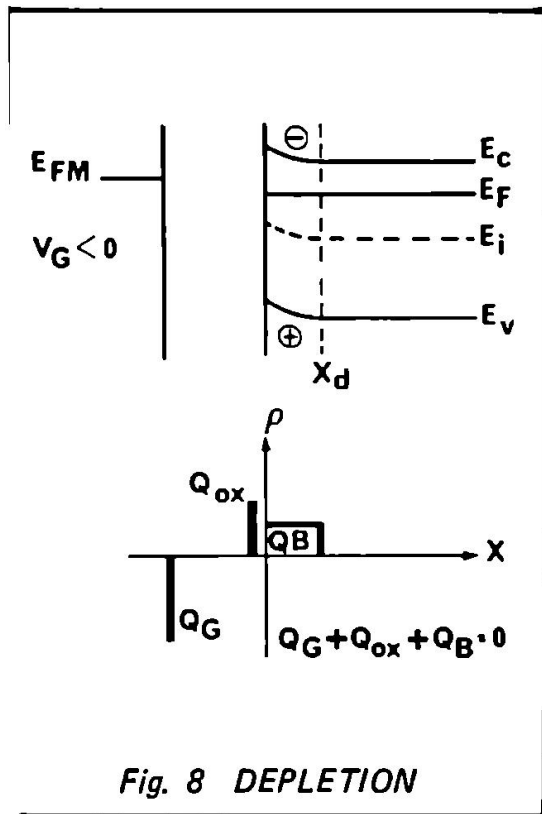 ⊖
E_C
E_FM
E_F
V_G < 0
E_i
E_v
⊕
X_d
ρ
Q_ox
QB
X
Q_G
Q_G + Q_ox + Q_B = 0
Fig. 8 DEPLETION